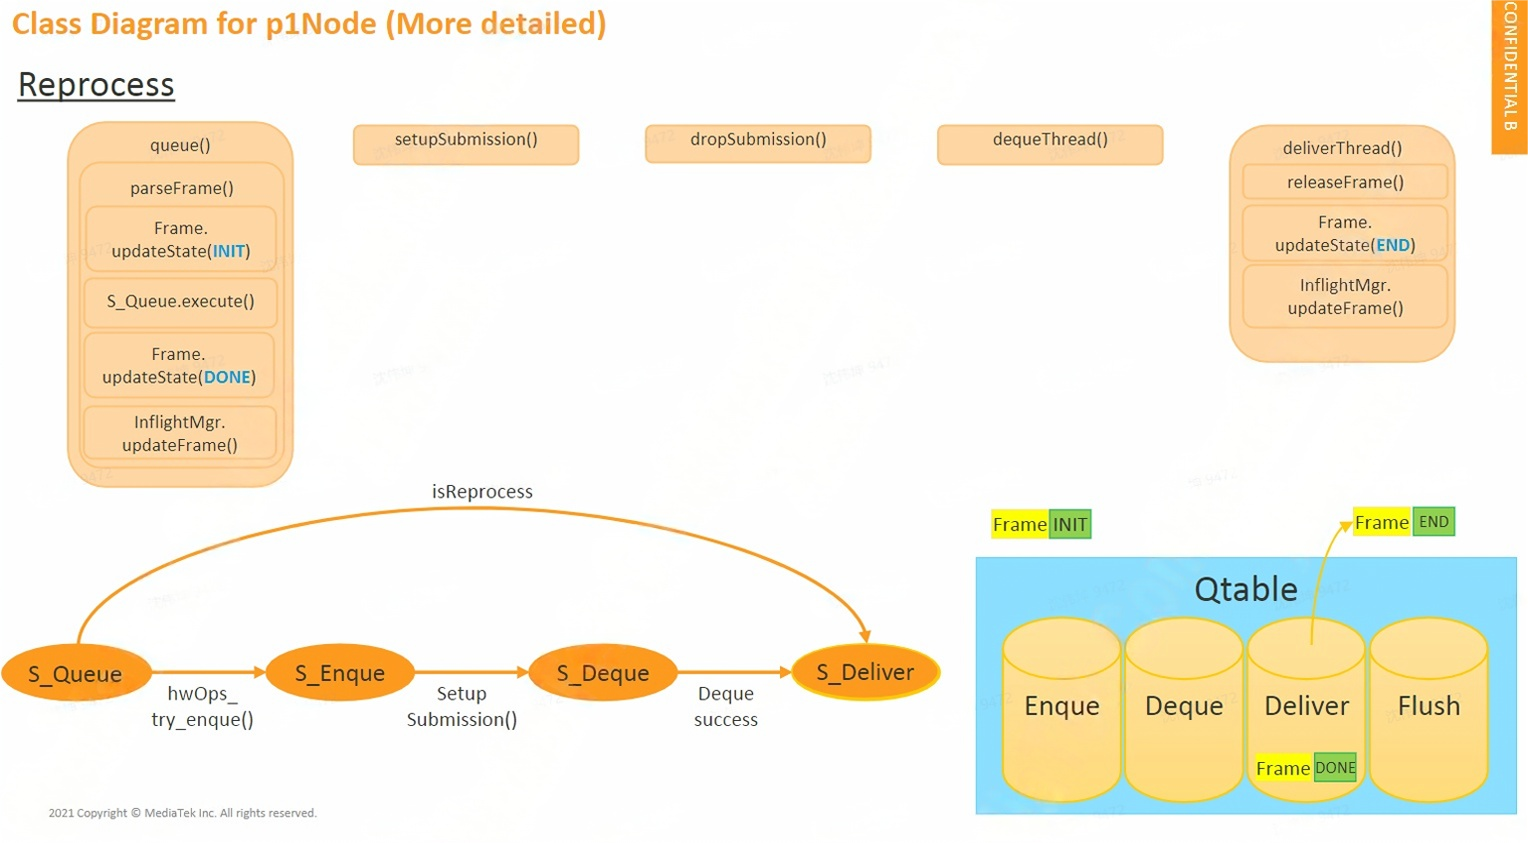 Class Diagram for p1Node (More detailed)
CONFIDENTIAL B
Reprocess
queue()
parseFrame()
Frame.
updateState(INIT)
S_Queue.execute()
Frame.
updateState(DONE)
InflightMgr.
updateFrame()
setupSubmission()
dropSubmission()
dequeThread()
deliverThread()
releaseFrame()
Frame.
updateState(END)
InflightMgr.
updateFrame()
isReprocess
S_Queue
hwOps_
try_enque()
S_Enque
Setup
Submission()
S_Deque
Deque
success
S_Deliver
Frame INIT
Frame END
Qtable
Enque
Deque
Deliver
Flush
Frame DONE
2021 Copyright © MediaTek Inc. All rights reserved.